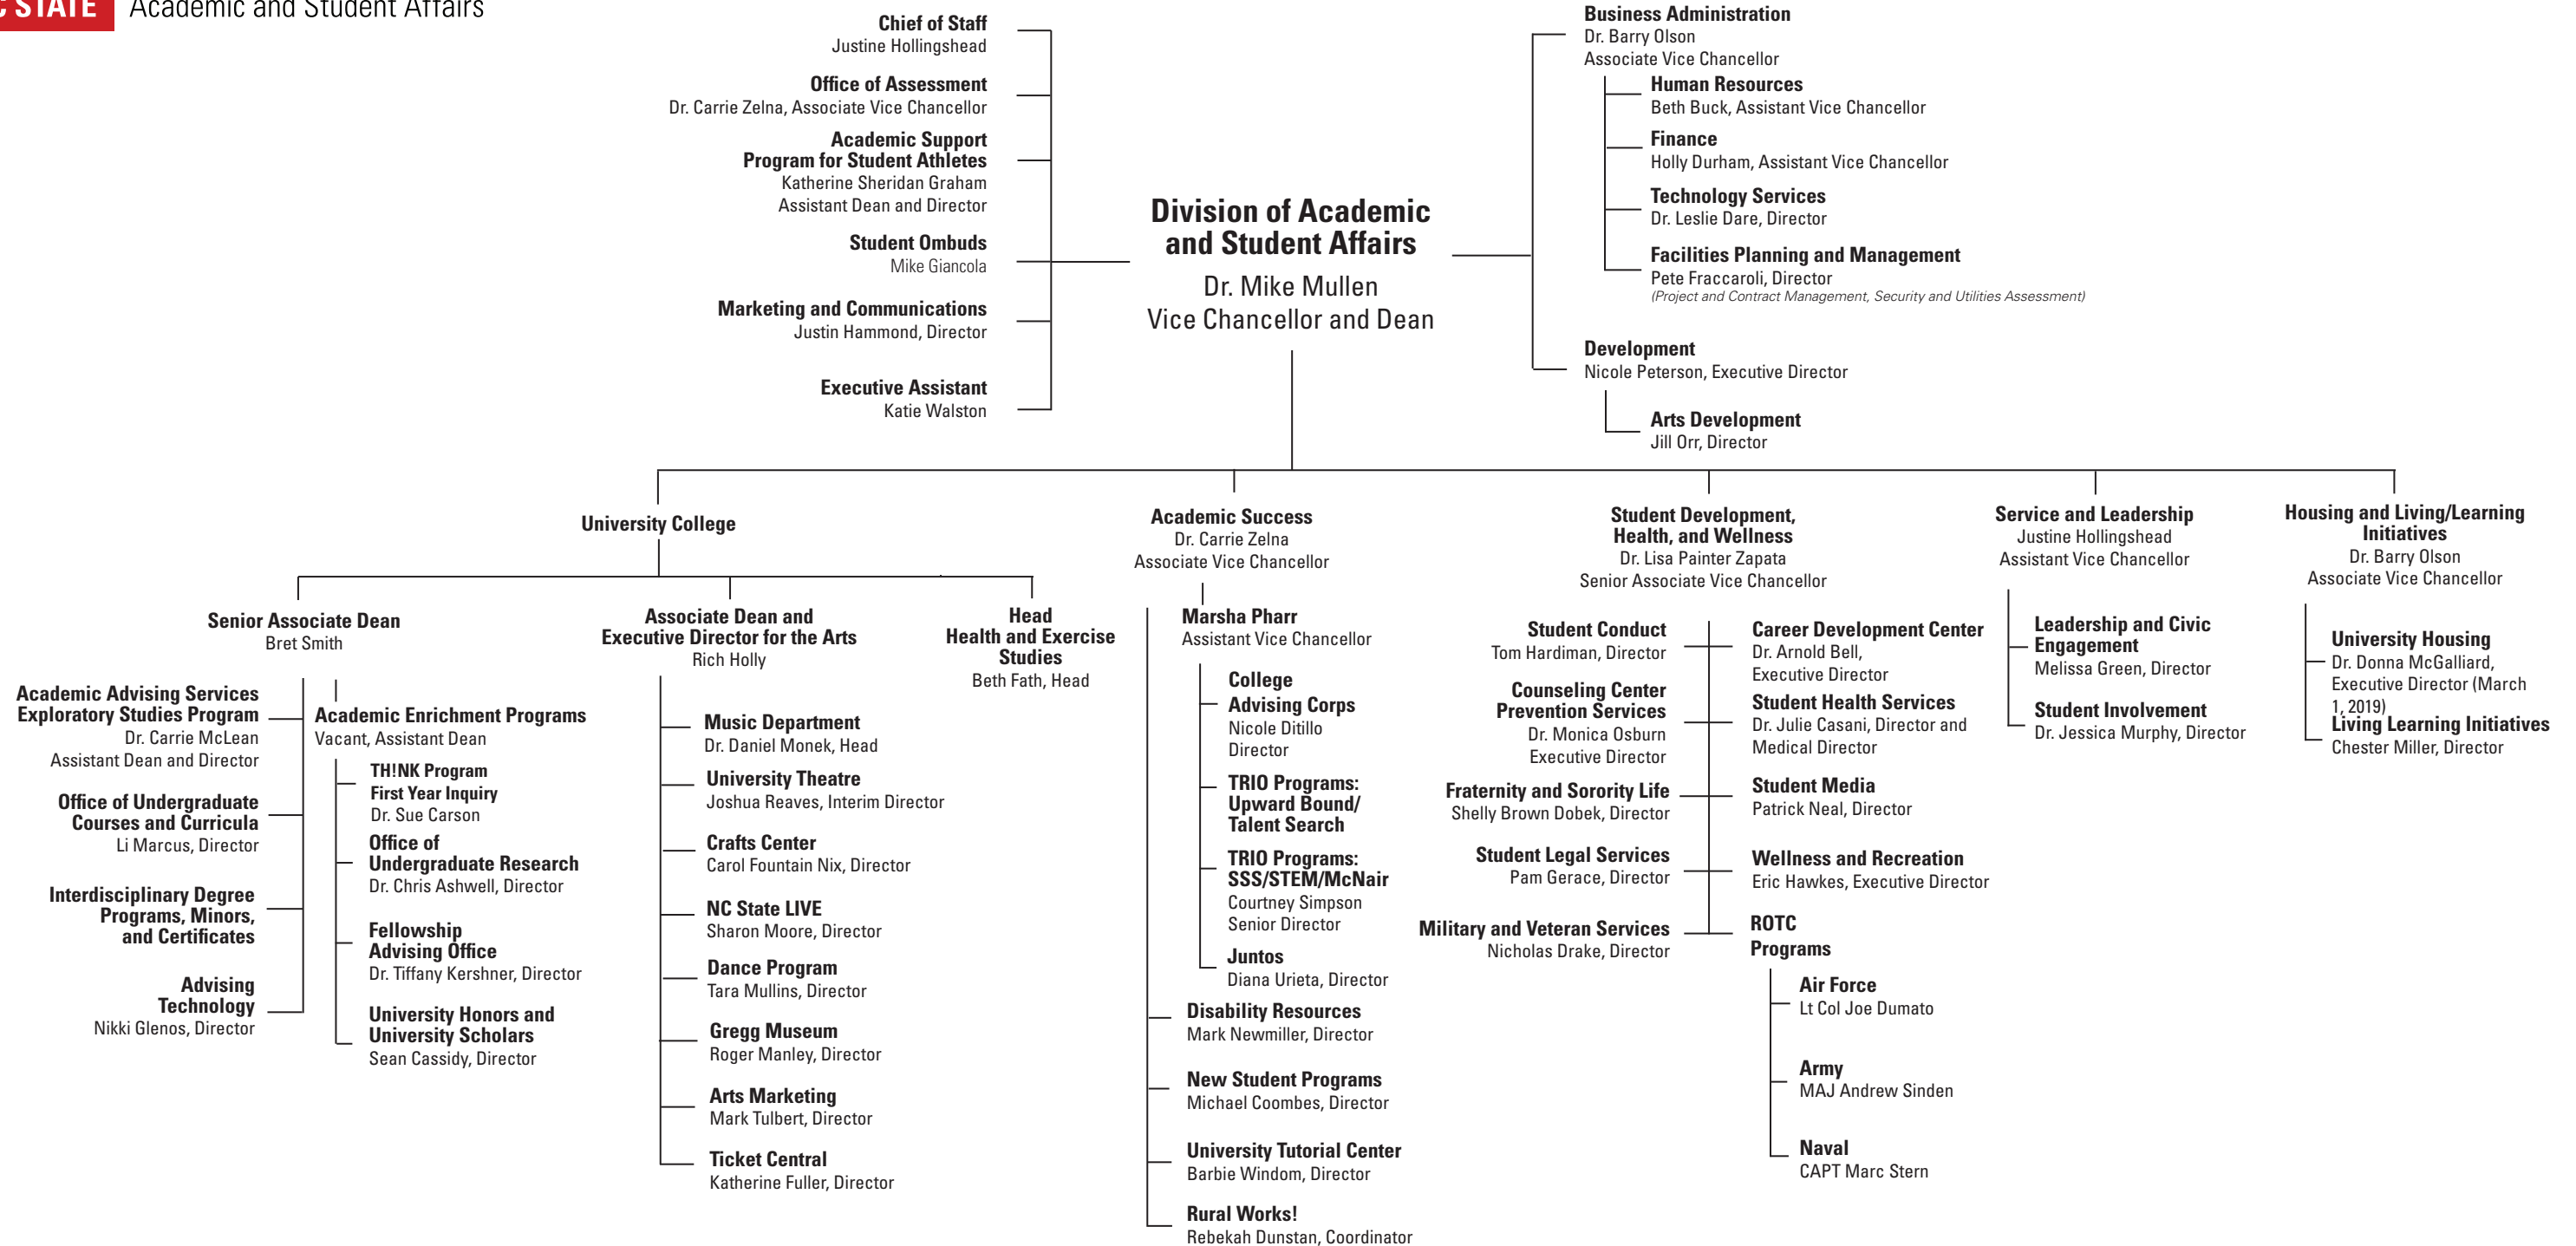 C STATE
Academic and Student Affairs
Chief of Staff
Justine Hollingshead
Office of Assessment
Dr. Carrie Zelna, Associate Vice Chancellor
Academic Support
Program for Student Athletes
Katherine Sheridan Graham
Assistant Dean and Director
Student Ombuds
Mike Giancola
Marketing and Communications
Justin Hammond, Director
Executive Assistant
Katie Walston
Division of Academic
and Student Affairs
Dr. Mike Mullen
Vice Chancellor and Dean
Business Administration
Dr. Barry Olson
Associate Vice Chancellor
Human Resources
Beth Buck, Assistant Vice Chancellor
Finance
Holly Durham, Assistant Vice Chancellor
Technology Services
Dr. Leslie Dare, Director
Facilities Planning and Management
Pete Fraccaroli, Director
(Project and Contract Management, Security and Utilities Assessment)
Development
Nicole Peterson, Executive Director
Arts Development
Jill Orr, Director
University College
Senior Associate Dean
Bret Smith
Academic Advising Services
Exploratory Studies Program
Dr. Carrie McLean
Assistant Dean and Director
Office of Undergraduate
Courses and Curricula
Li Marcus, Director
Interdisciplinary Degree
Programs, Minors,
and Certificates
Advising
Technology
Nikki Glenos, Director
Academic Enrichment Programs
Vacant, Assistant Dean
TH!NK Program
First Year Inquiry
Dr. Sue Carson
Office of
Undergraduate Research
Dr. Chris Ashwell, Director
Fellowship
Advising Office
Dr. Tiffany Kershner, Director
University Honors and
University Scholars
Sean Cassidy, Director
Associate Dean and
Executive Director for the Arts
Rich Holly
Music Department
Dr. Daniel Monek, Head
University Theatre
Joshua Reaves, Interim Director
Crafts Center
Carol Fountain Nix, Director
NC State LIVE
Sharon Moore, Director
Dance Program
Tara Mullins, Director
Gregg Museum
Roger Manley, Director
Arts Marketing
Mark Tulbert, Director
Ticket Central
Katherine Fuller, Director
Head
Health and Exercise
Studies
Beth Fath, Head
Academic Success
Dr. Carrie Zelna
Associate Vice Chancellor
Marsha Pharr
Assistant Vice Chancellor
College
Advising Corps
Nicole Ditillo
Director
TRIO Programs:
Upward Bound/
Talent Search
TRIO Programs:
SSS/STEM/McNair
Courtney Simpson
Senior Director
Juntos
Diana Urieta, Director
Disability Resources
Mark Newmiller, Director
New Student Programs
Michael Coombes, Director
University Tutorial Center
Barbie Windom, Director
Rural Works!
Rebekah Dunstan, Coordinator
Student Development,
Health, and Wellness
Dr. Lisa Painter Zapata
Senior Associate Vice Chancellor
Student Conduct
Tom Hardiman, Director
Counseling Center
Prevention Services
Dr. Monica Osburn
Executive Director
Fraternity and Sorority Life
Shelly Brown Dobek, Director
Student Legal Services
Pam Gerace, Director
Military and Veteran Services
Nicholas Drake, Director
Career Development Center
Dr. Arnold Bell,
Executive Director
Student Health Services
Dr. Julie Casani, Director and
Medical Director
Student Media
Patrick Neal, Director
Wellness and Recreation
Eric Hawkes, Executive Director
ROTC
Programs
Air Force
Lt Col Joe Dumato
Army
MAJ Andrew Sinden
Naval
CAPT Marc Stern
Service and Leadership
Justine Hollingshead
Assistant Vice Chancellor
Leadership and Civic
Engagement
Melissa Green, Director
Student Involvement
Dr. Jessica Murphy, Director
Housing and Living/Learning
Initiatives
Dr. Barry Olson
Associate Vice Chancellor
University Housing
Dr. Donna McGalliard,
Executive Director (March
1, 2019)
Living Learning Initiatives
Chester Miller, Director